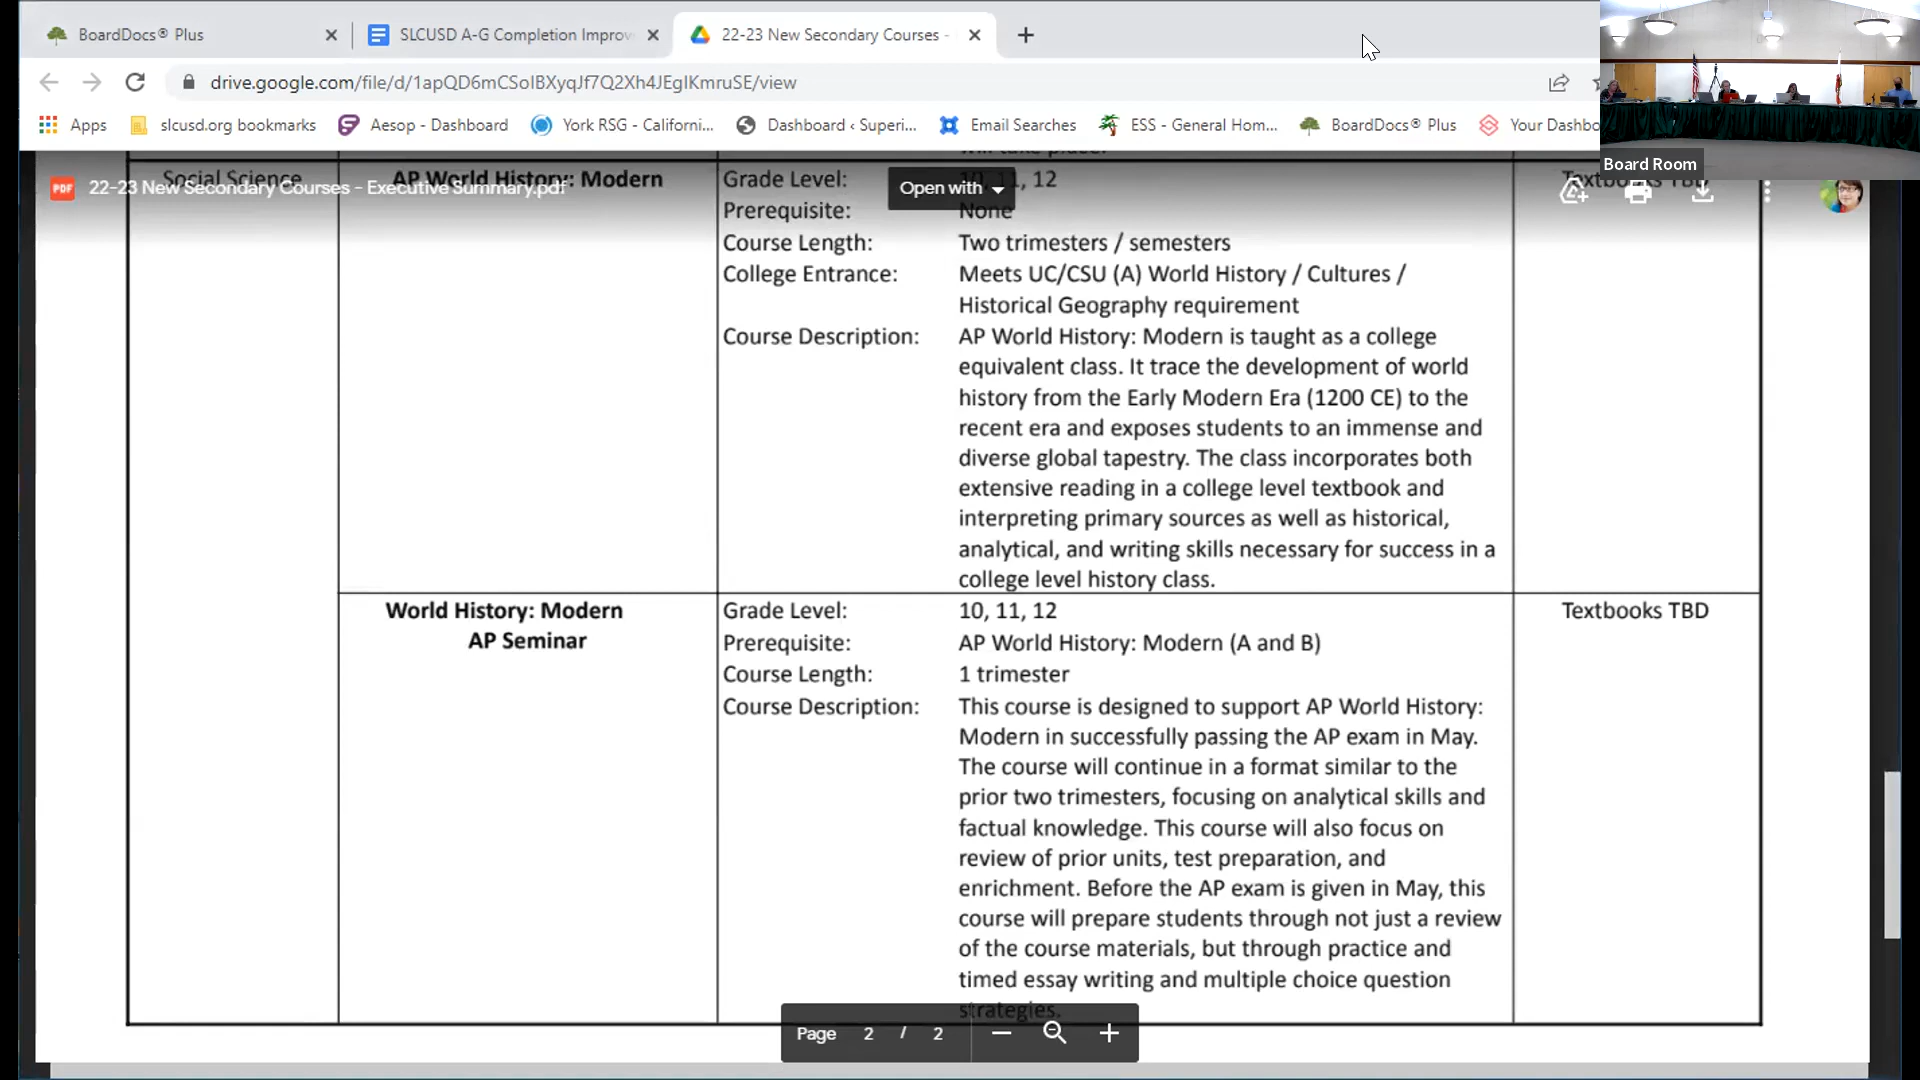 BoardDocs® Plus
SLCUSD A-G Completion Improv
22-23 New Secondary Courses -
drive.google.com/file/d/1apQD6mCSolBXyqJf7Q2Xh4JEglKmruSE/view
Apps
slcusd.org bookmarks
Aesop - Dashboard
York RSG - Californi...
Dashboard ‹ Superi...
Email Searches
ESS - General Hom...
BoardDocs® Plus
Your Dashbo
Board Room
will take place.
PDF
22-23 New Secondary Courses - Executive Summary.pdf
Open with
Social Science
AP World History: Modern
Grade Level: 10, 11, 12
Textbooks TBD
Prerequisite: None
Course Length: Two trimesters / semesters
College Entrance: Meets UC/CSU (A) World History / Cultures /
Historical Geography requirement
Course Description: AP World History: Modern is taught as a college
equivalent class. It trace the development of world
history from the Early Modern Era (1200 CE) to the
recent era and exposes students to an immense and
diverse global tapestry. The class incorporates both
extensive reading in a college level textbook and
interpreting primary sources as well as historical,
analytical, and writing skills necessary for success in a
college level history class.
World History: Modern
AP Seminar
Grade Level: 10, 11, 12
Textbooks TBD
Prerequisite: AP World History: Modern (A and B)
Course Length: 1 trimester
Course Description: This course is designed to support AP World History:
Modern in successfully passing the AP exam in May.
The course will continue in a format similar to the
prior two trimesters, focusing on analytical skills and
factual knowledge. This course will also focus on
review of prior units, test preparation, and
enrichment. Before the AP exam is given in May, this
course will prepare students through not just a review
of the course materials, but through practice and
timed essay writing and multiple choice question
strategies.
Page 2 / 2